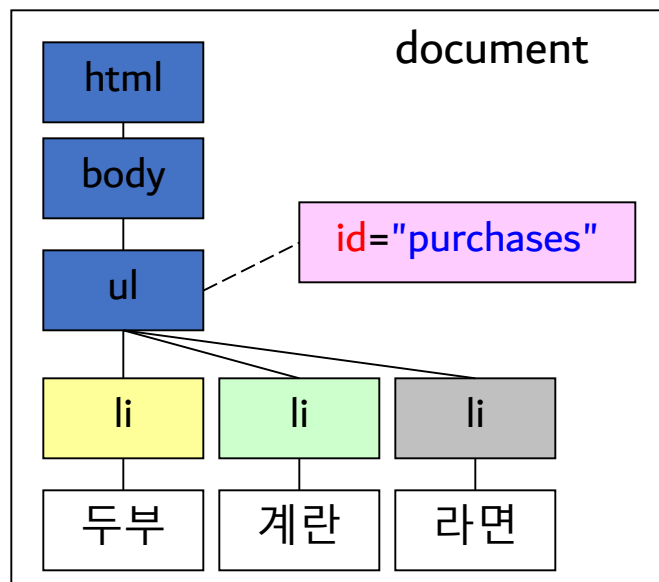 document
html
body
id="purchases"
ul
li
li
li
두부
계란
라면